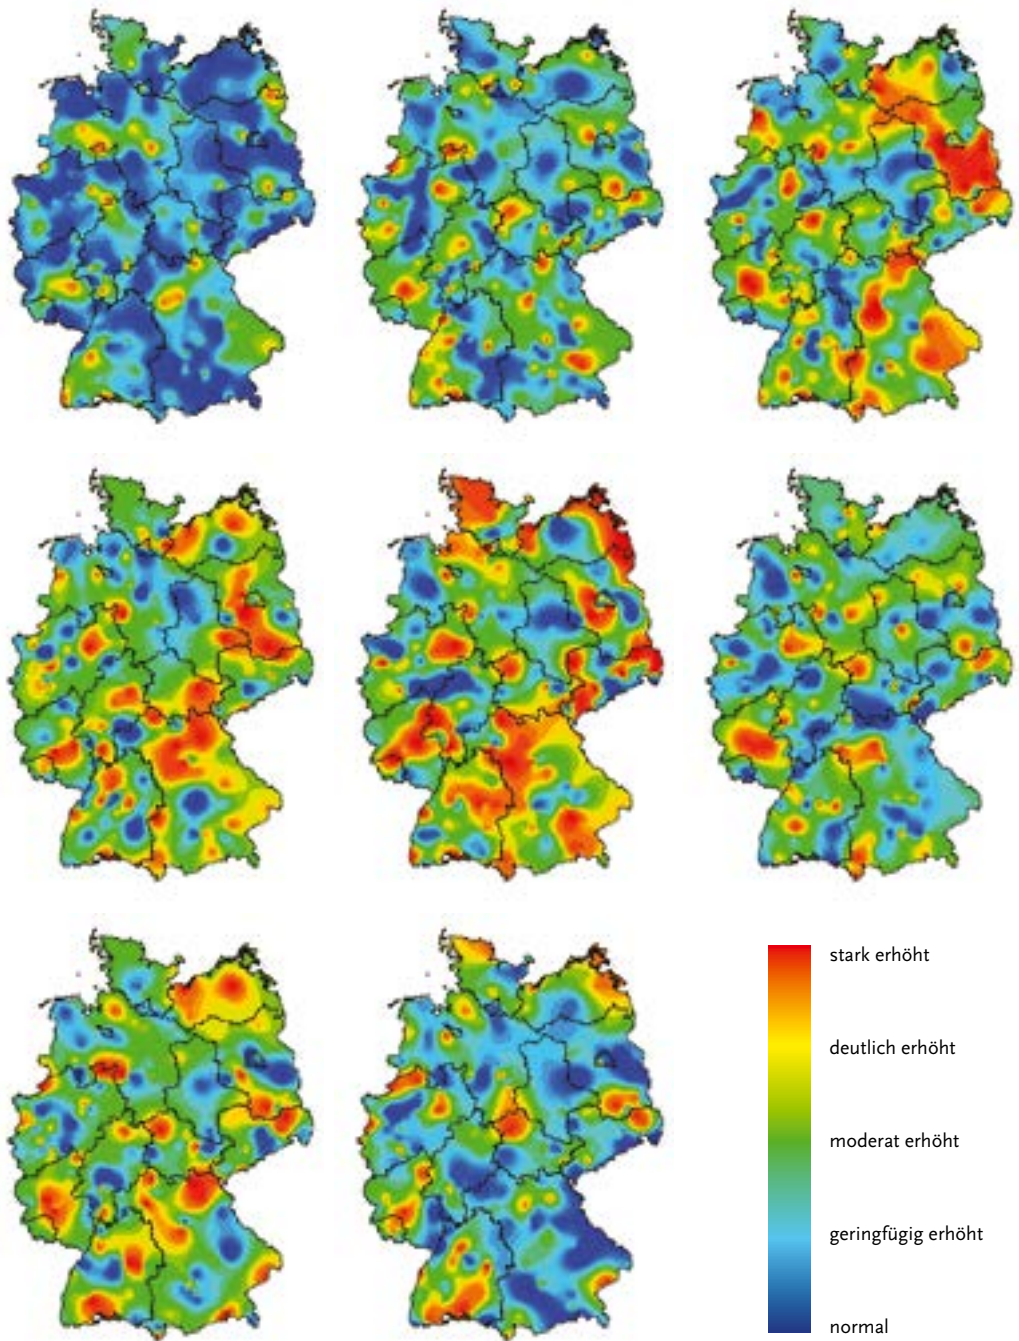 stark erhöht
deutlich erhöht
moderat erhöht
geringfügig erhöht
normal